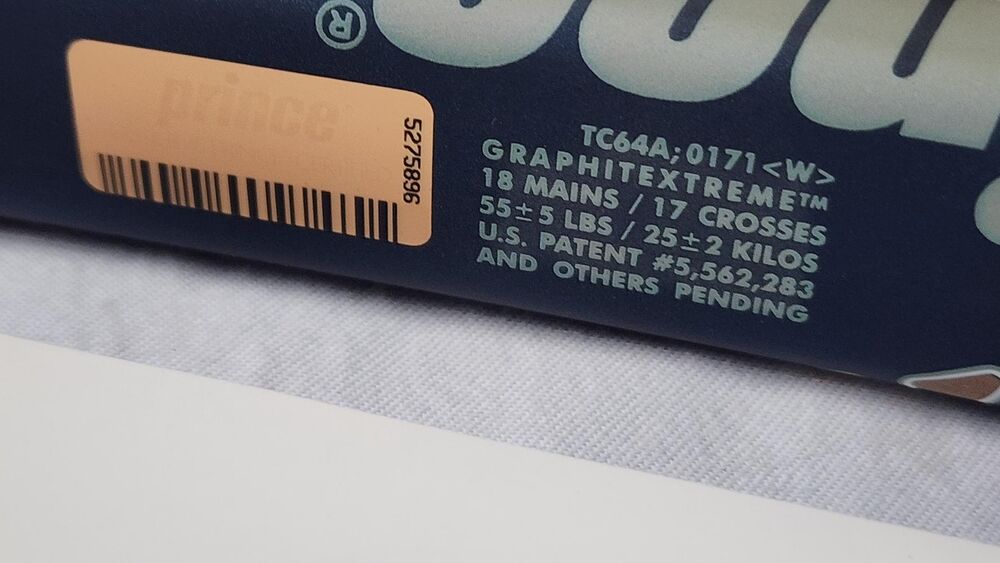 ®
prince
5275896
TC64A;0171<W>
GRAPHITEXTREME™
18 MAINS / 17 CROSSES
55±5 LBS / 25±2 KILOS
U.S. PATENT #5,562,283
AND OTHERS PENDING